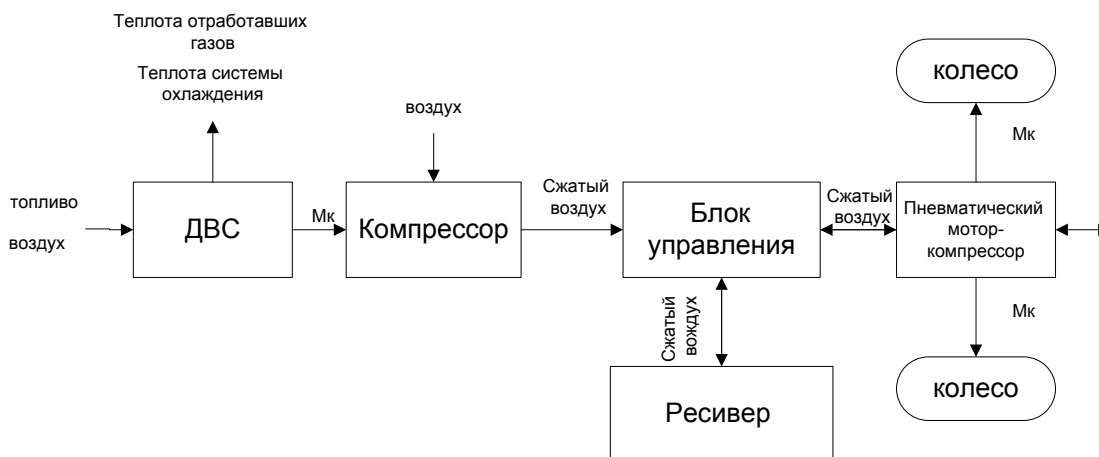 Теплота отработавших
газов
Теплота системы
охлаждения
воздух
колесо
Мк
топливо
воздух
ДВС
Мк
Компрессор
Сжатый
воздух
Блок
управления
Сжатый
воздух
Пневматический
мотор-
компрессор
Сжатый
вождух
Мк
Ресивер
колесо